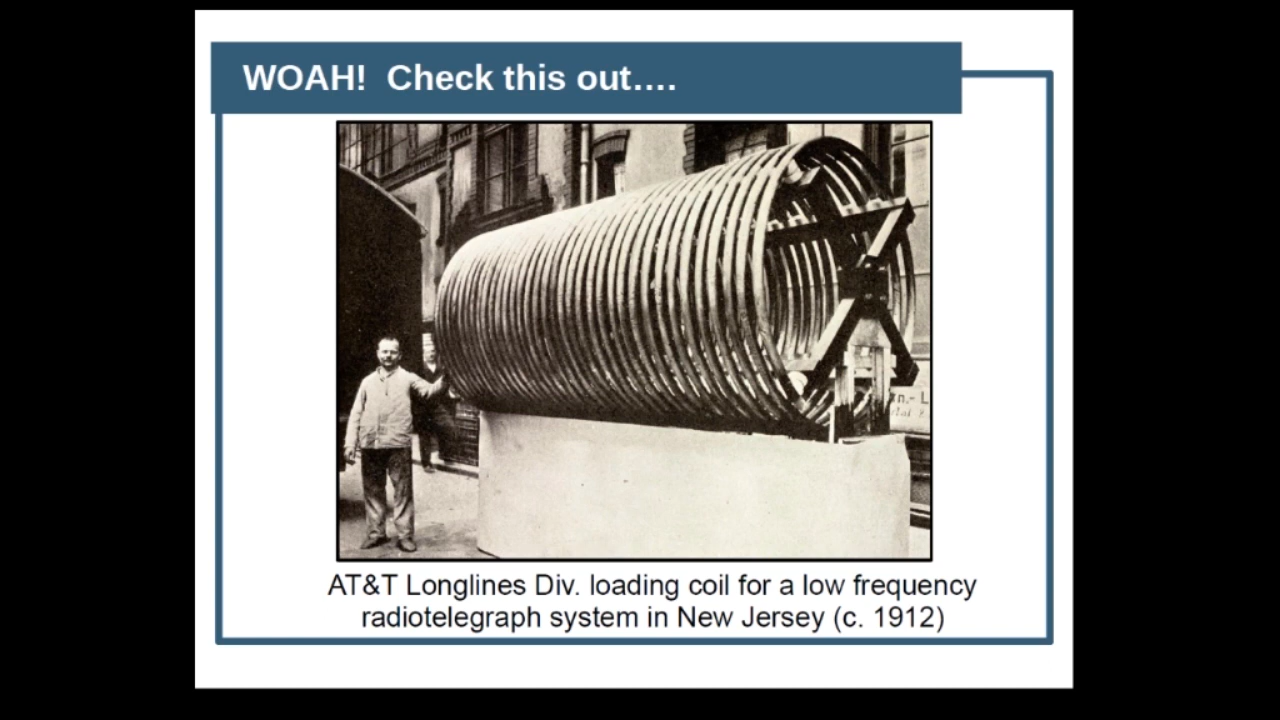 WOAH! Check this out....
AT&T Longlines Div. loading coil for a low frequency
radiotelegraph system in New Jersey (c. 1912)